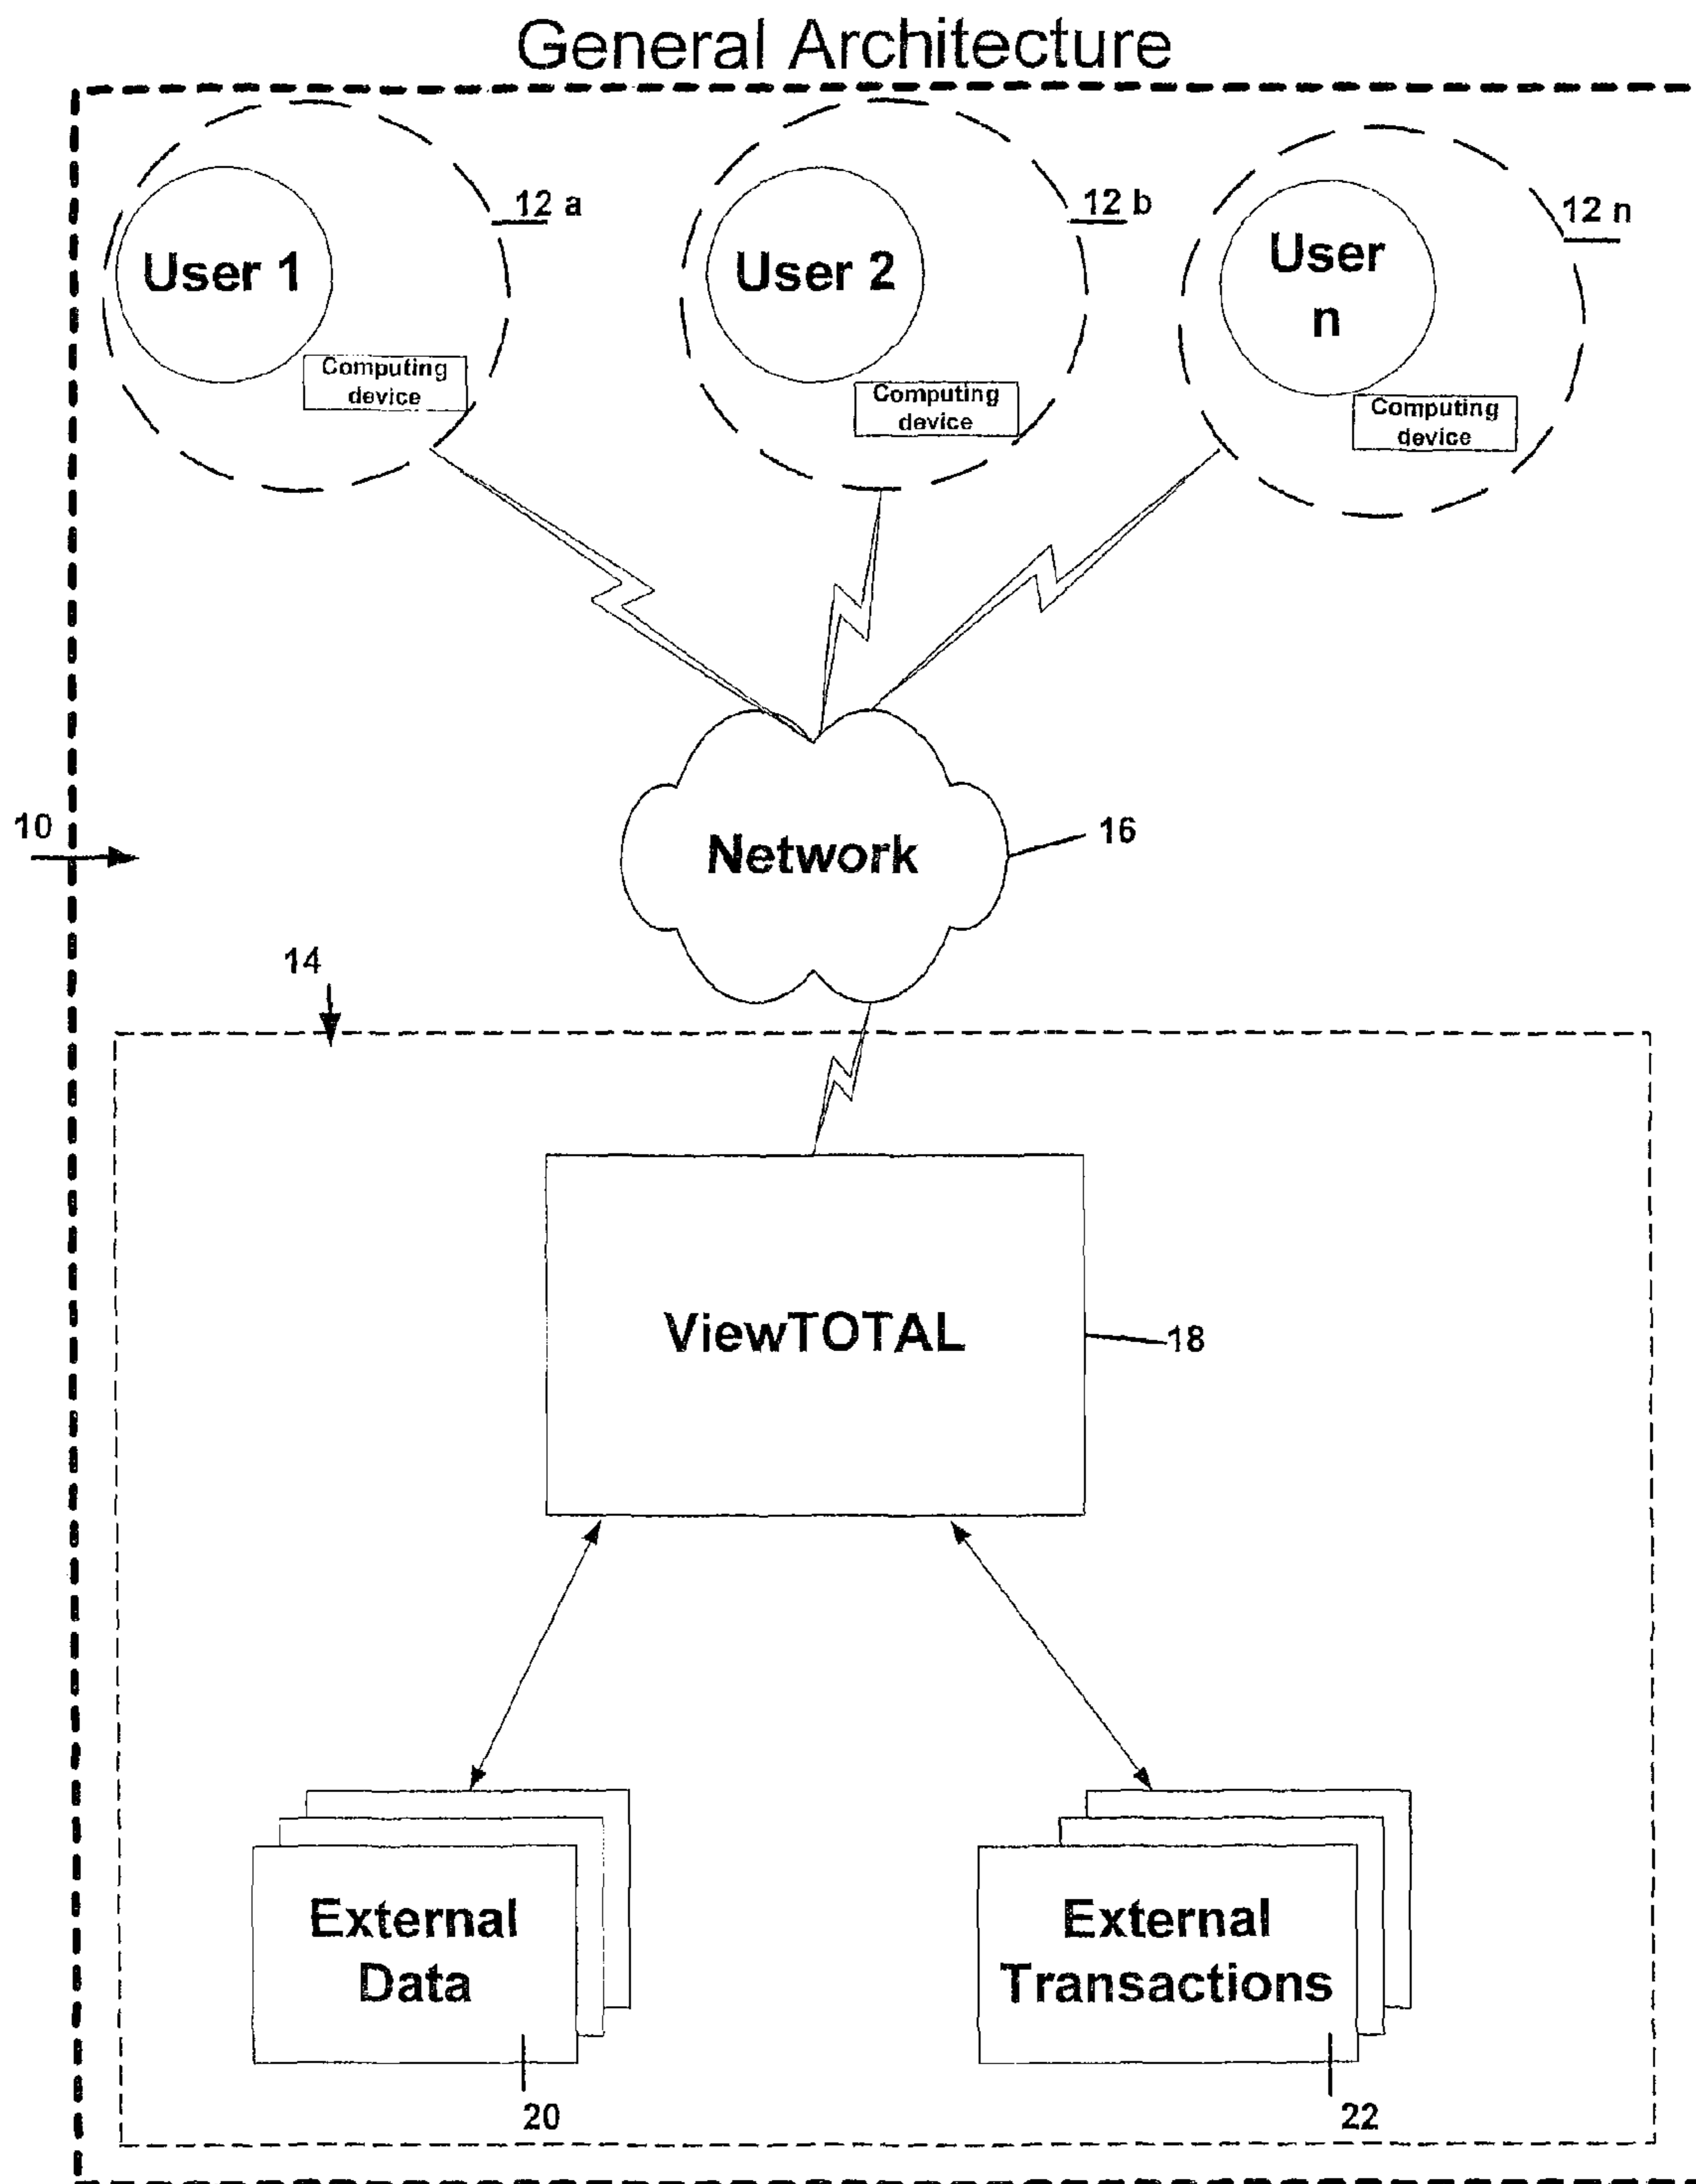 General Architecture
12 a
12 b
12 n
User 1
User 2
User
n
Computing
device
Computing
device
Computing
device
10
Network
16
14
ViewTOTAL
18
External
Data
External
Transactions
20
22